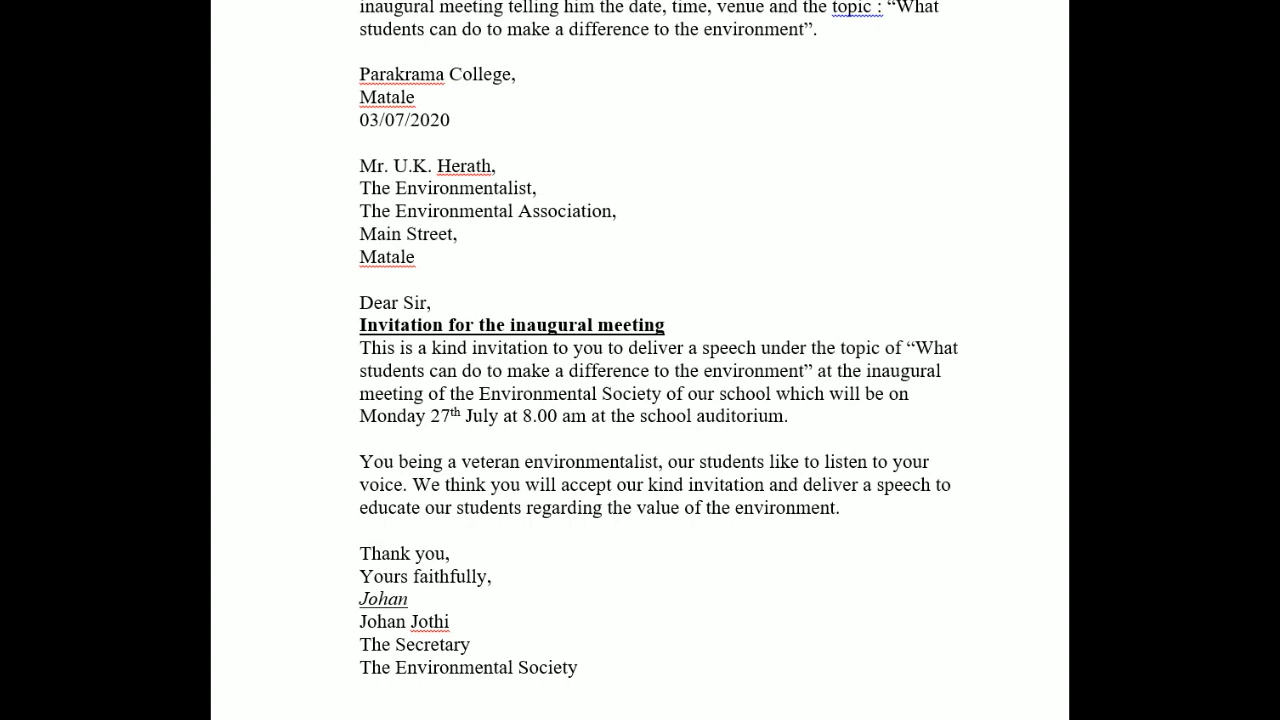 inaugural meeting telling him the date, time, venue and the topic : “What
students can do to make a difference to the environment”.
Parakrama College,
Matale
03/07/2020
Mr. U.K. Herath,
The Environmentalist,
The Environmental Association,
Main Street,
Matale
Dear Sir,
Invitation for the inaugural meeting
This is a kind invitation to you to deliver a speech under the topic of “What
students can do to make a difference to the environment” at the inaugural
meeting of the Environmental Society of our school which will be on
Monday 27th July at 8.00 am at the school auditorium.
You being a veteran environmentalist, our students like to listen to your
voice. We think you will accept our kind invitation and deliver a speech to
educate our students regarding the value of the environment.
Thank you,
Yours faithfully,
Johan
Johan Jothi
The Secretary
The Environmental Society